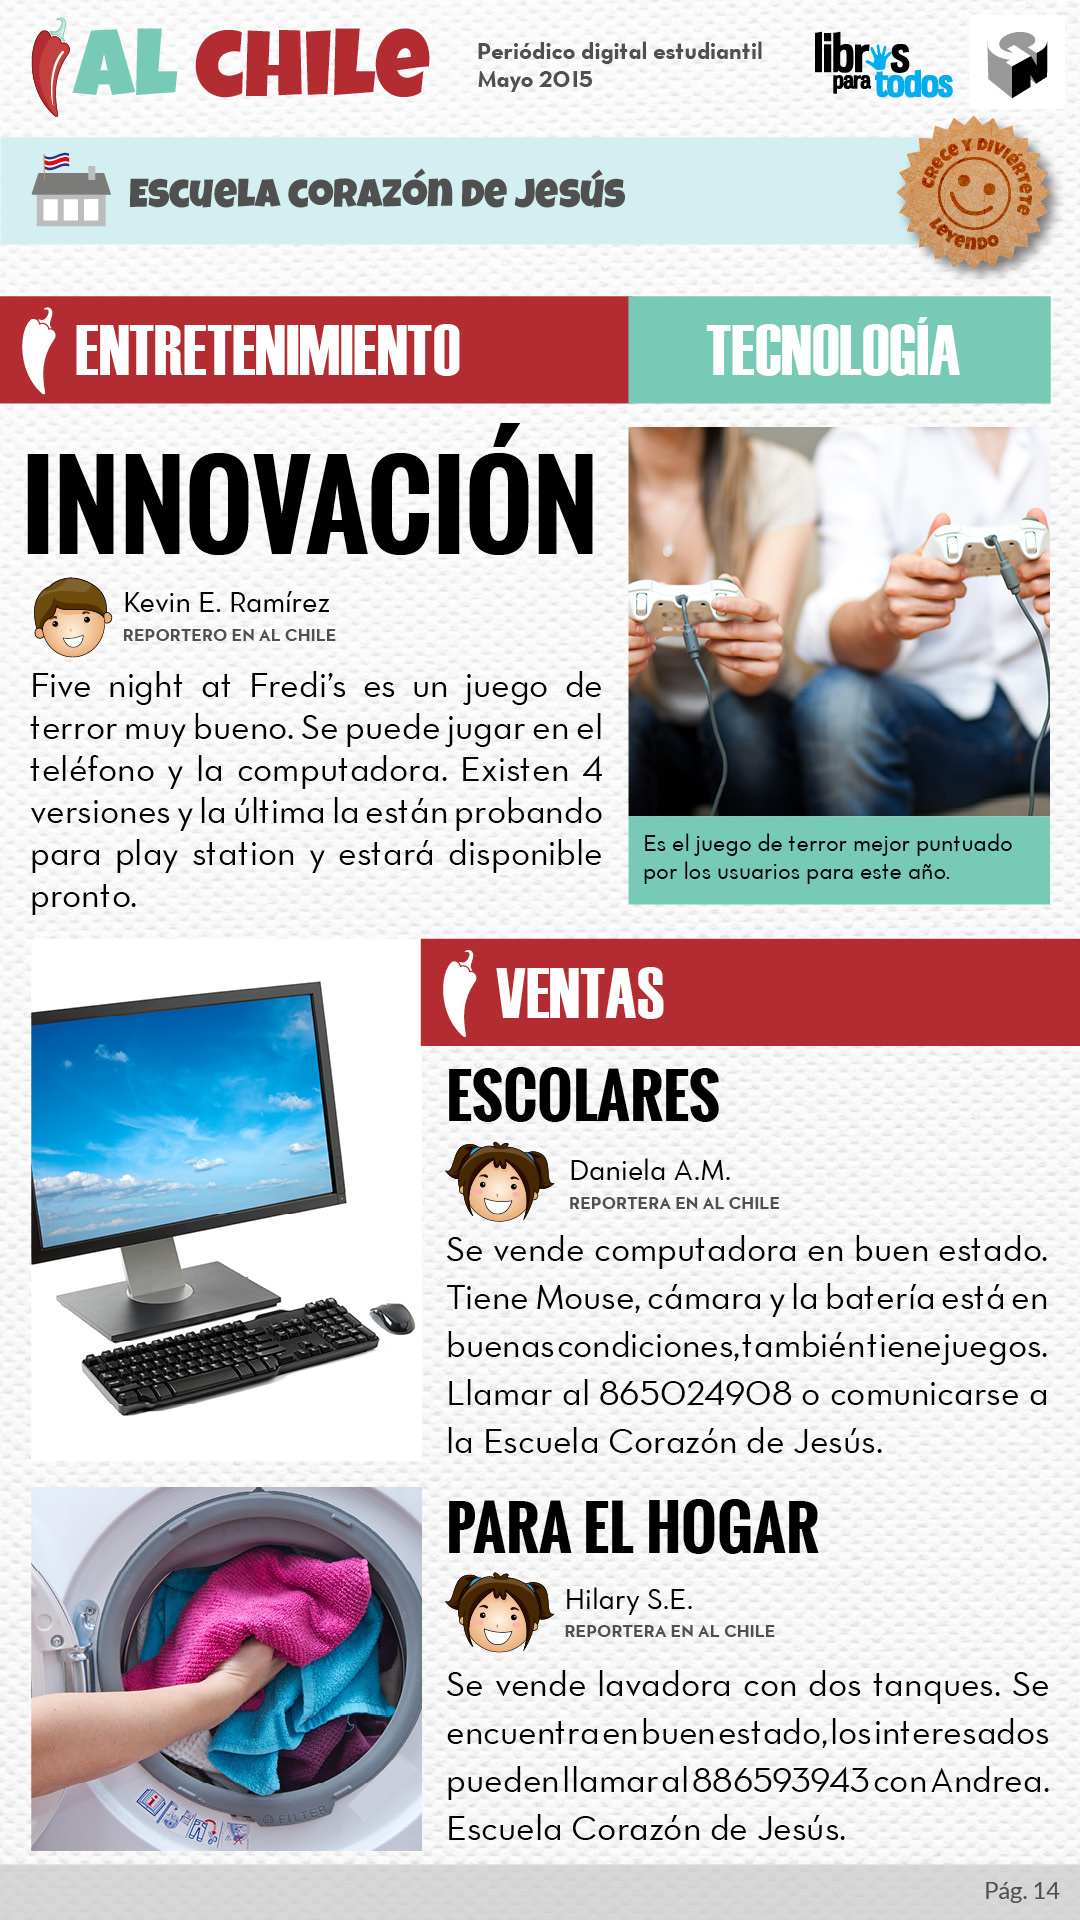 AL CHILE
Periódico digital estudiantil
Mayo 2015
libros
para todos
ESCUELA CORAZÓN DE JESÚS
CRECE Y DIVIÉRTETE
LEYENDO
ENTRETENIMIENTO
TECNOLOGÍA
INNOVACIÓN
Kevin E. Ramírez
REPORTERO EN AL CHILE
Five night at Fredi's es un juego de
terror muy bueno. Se puede jugar en el
teléfono y la computadora. Existen 4
versiones y la última la están probando
para play station y estará disponible
pronto.
Es el juego de terror mejor puntuado
por los usuarios para este año.
VENTAS
ESCOLARES
Daniela A.M.
REPORTERA EN AL CHILE
Se vende computadora en buen estado.
Tiene Mouse, cámara y la batería está en
buenas condiciones, también tiene juegos.
Llamar al 865024908 o comunicarse a
la Escuela Corazón de Jesús.
PARA EL HOGAR
Hilary S.E.
REPORTERA EN AL CHILE
Se vende lavadora con dos tanques. Se
encuentra en buen estado, los interesados
pueden llamar al 886593943 con Andrea.
Escuela Corazón de Jesús.
FILTER
Pág. 14